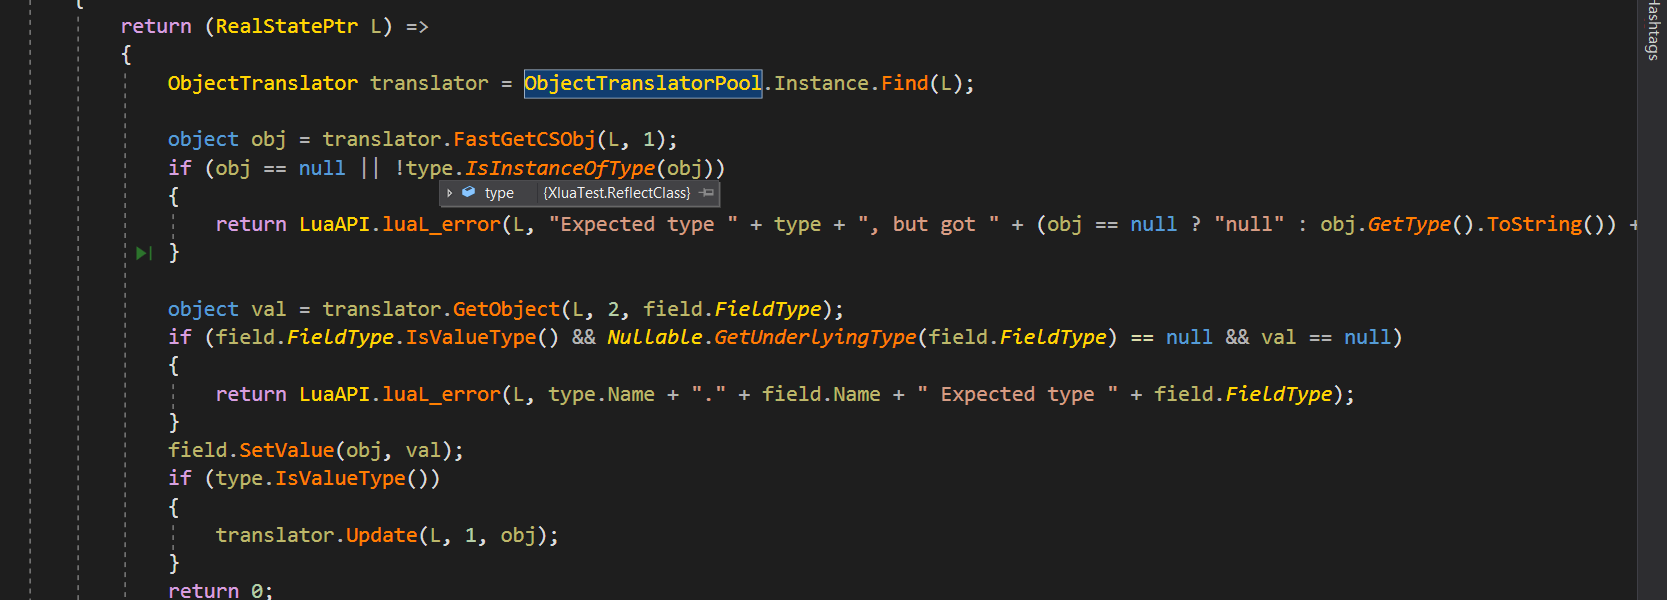 return (RealStatePtr L) =>
{
ObjectTranslator translator = ObjectTranslatorPool.Instance.Find(L);
object obj = translator.FastGetCSObj(L, 1);
if (obj == null || !type.IsInstanceOfType(obj))
type {XluaTest.ReflectClass}
{
return LuaAPI.luaL_error(L, "Expected type " + type + ", but got " + (obj == null ? "null" : obj.GetType().ToString()) +
}
object val = translator.GetObject(L, 2, field.FieldType);
if (field.FieldType.IsValueType() && Nullable.GetUnderlyingType(field.FieldType) == null && val == null)
{
return LuaAPI.luaL_error(L, type.Name + "." + field.Name + " Expected type " + field.FieldType);
}
field.SetValue(obj, val);
if (type.IsValueType())
{
translator.Update(L, 1, obj);
}
return 0;
Hashtags